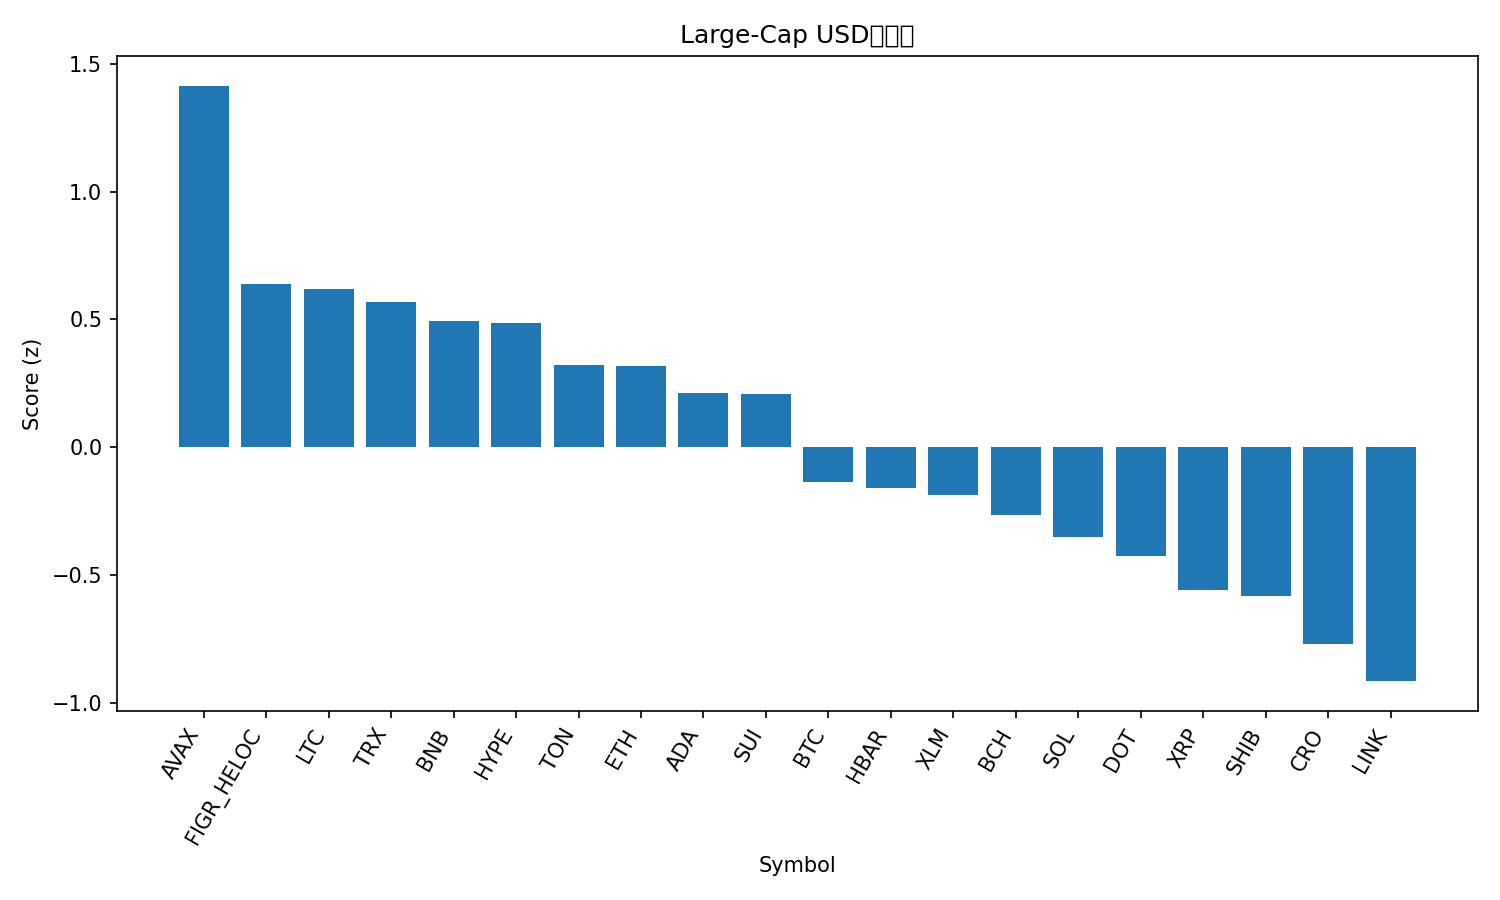 Large-Cap USD
Score (z)
1.5
1.0
0.5
0.0
−0.5
−1.0
AVAX
FIGR_HELOC
LTC
TRX
BNB
HYPE
TON
ETH
ADA
SUI
BTC
HBAR
XLM
BCH
SOL
DOT
XRP
SHIB
CRO
LINK
Symbol